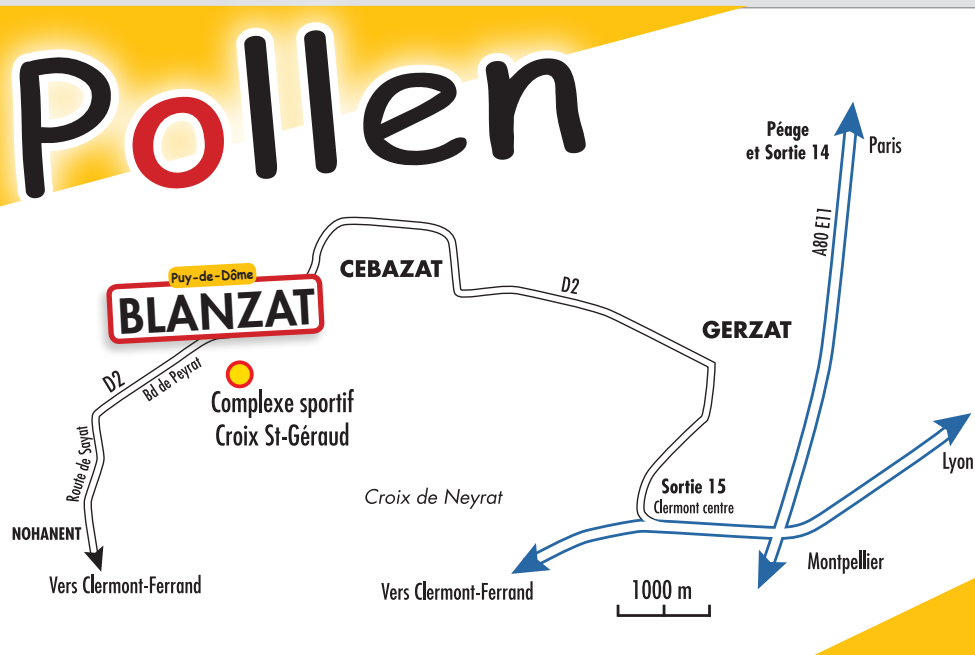 Pollen
Péage
et Sortie 14
Paris
A80 E11
CEBAZAT
Puy-de-Dôme
BLANZAT
D2
GERZAT
D2
Bd de Peyrat
Complexe sportif
Croix St-Géraud
Route de Sayat
Lyon
Croix de Neyrat
Sortie 15
Clermont centre
NOHANENT
Montpellier
Vers Clermont-Ferrand
Vers Clermont-Ferrand
1000 m